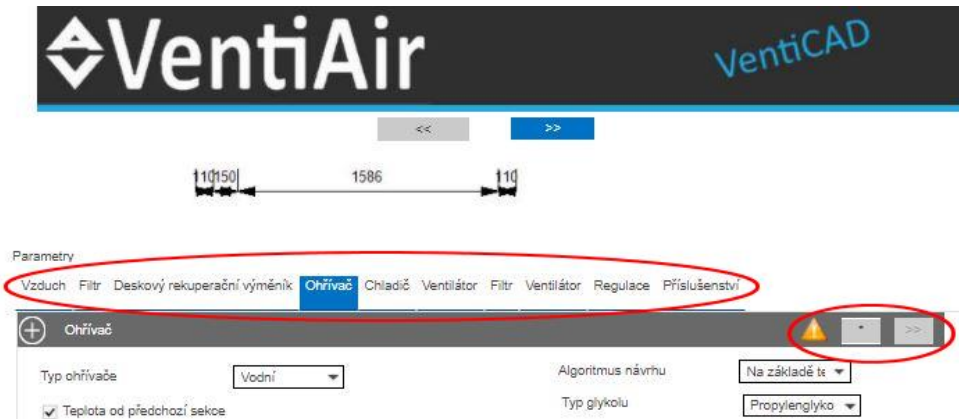 VentiAir
VentiCAD
<< >>
110 150 1586 110
Parametry
Vzduch Filtr Deskový rekuperační výměník Ohřívač Chladič Ventilátor Filtr Ventilátor Regulace Příslušenství
Ohřívač * >>
Typ ohřívače Vodní Algoritmus návrhu Na základě te
Teplota od předchozí sekce Typ glykolu Propylenglyko